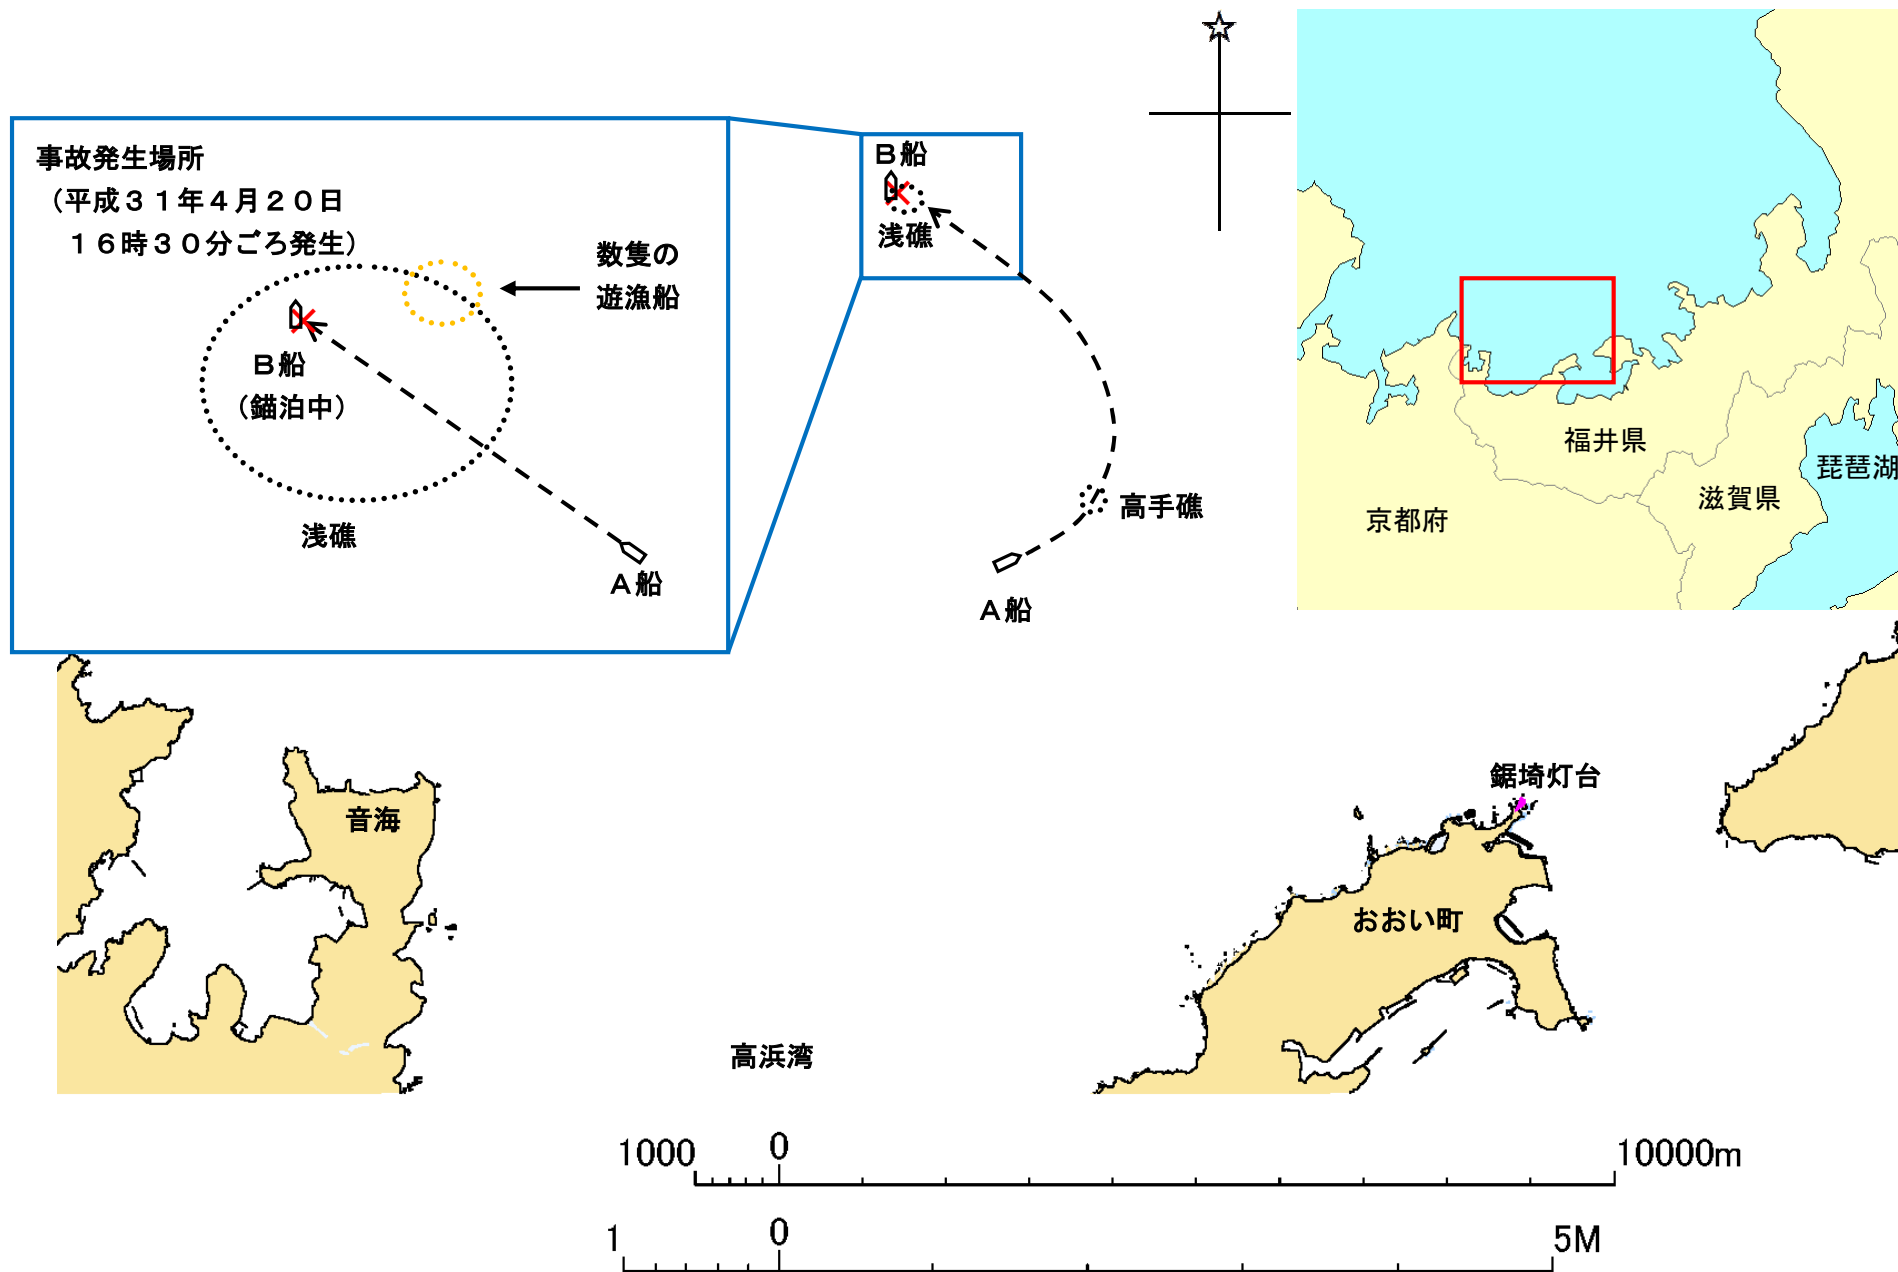 事故発生場所
（平成３１年４月２０日
１６時３０分ごろ発生）
数隻の
遊漁船
Ｂ船
（錨泊中）
浅礁
Ａ船
Ｂ船
浅礁
高手礁
Ａ船
福井県
琵琶湖
滋賀県
京都府
鋸埼灯台
音海
おおい町
高浜湾
1000 0 10000m
1 0 5M